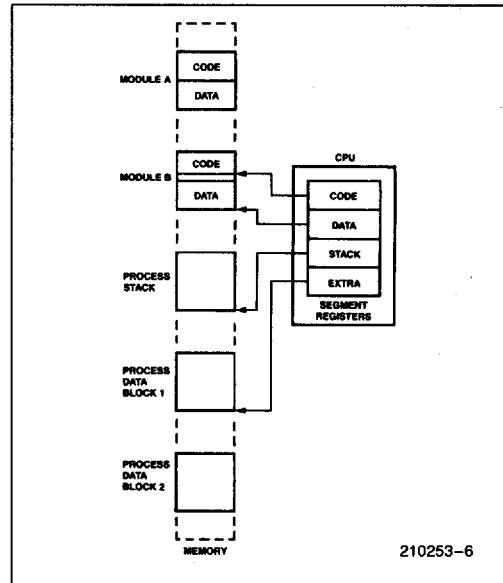 MODULE A
CODE
DATA
MODULE B
CODE
DATA
CPU
CODE
DATA
STACK
EXTRA
SEGMENT
REGISTERS
PROCESS
STACK
PROCESS
DATA
BLOCK 1
PROCESS
DATA
BLOCK 2
MEMORY
210253-6